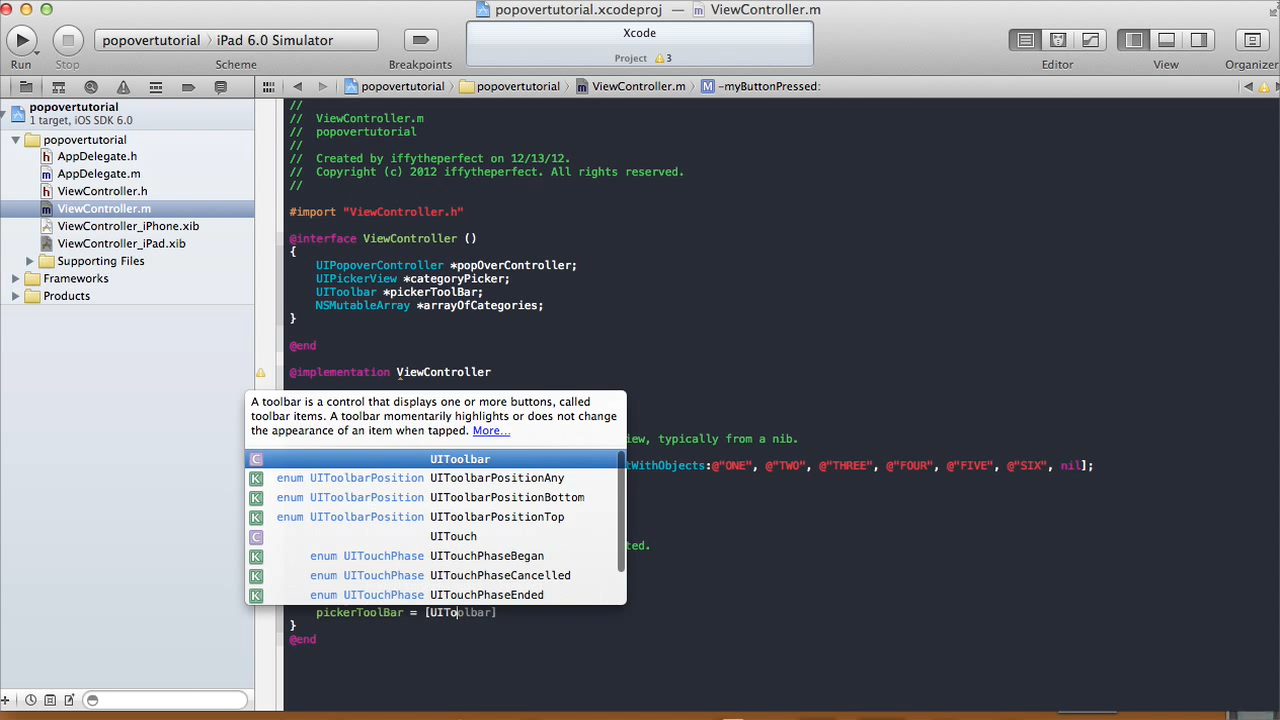 popovertutorial.xcodeproj — ViewController.m
Run
Stop
popovertutorial 〉 iPad 6.0 Simulator
Scheme
Breakpoints
Xcode
Project 3
Editor
View
Organizer
popovertutorial 〉 popovertutorial 〉 ViewController.m 〉 M -myButtonPressed:
popovertutorial
1 target, iOS SDK 6.0
popovertutorial
AppDelegate.h
AppDelegate.m
ViewController.h
ViewController.m
ViewController_iPhone.xib
ViewController_iPad.xib
Supporting Files
Frameworks
Products
//
//  ViewController.m
//  popovertutorial
//
//  Created by iffytheperfect on 12/13/12.
//  Copyright (c) 2012 iffytheperfect. All rights reserved.
//
#import "ViewController.h"
@interface ViewController ()
{
UIPopoverController *popOverController;
UIPickerView *categoryPicker;
UIToolbar *pickerToolBar;
NSMutableArray *arrayOfCategories;
}
@end
@implementation ViewController
A toolbar is a control that displays one or more buttons, called
toolbar items. A toolbar momentarily highlights or does not change
the appearance of an item when tapped. More...
iew, typically from a nib.
C UIToolbar
tWithObjects:@"ONE", @"TWO", @"THREE", @"FOUR", @"FIVE", @"SIX", nil];
K enum UIToolbarPosition UIToolbarPositionAny
K enum UIToolbarPosition UIToolbarPositionBottom
K enum UIToolbarPosition UIToolbarPositionTop
C UITouch
ted.
K enum UITouchPhase UITouchPhaseBegan
K enum UITouchPhase UITouchPhaseCancelled
K enum UITouchPhase UITouchPhaseEnded
pickerToolBar = [UIToolbar]
}
@end